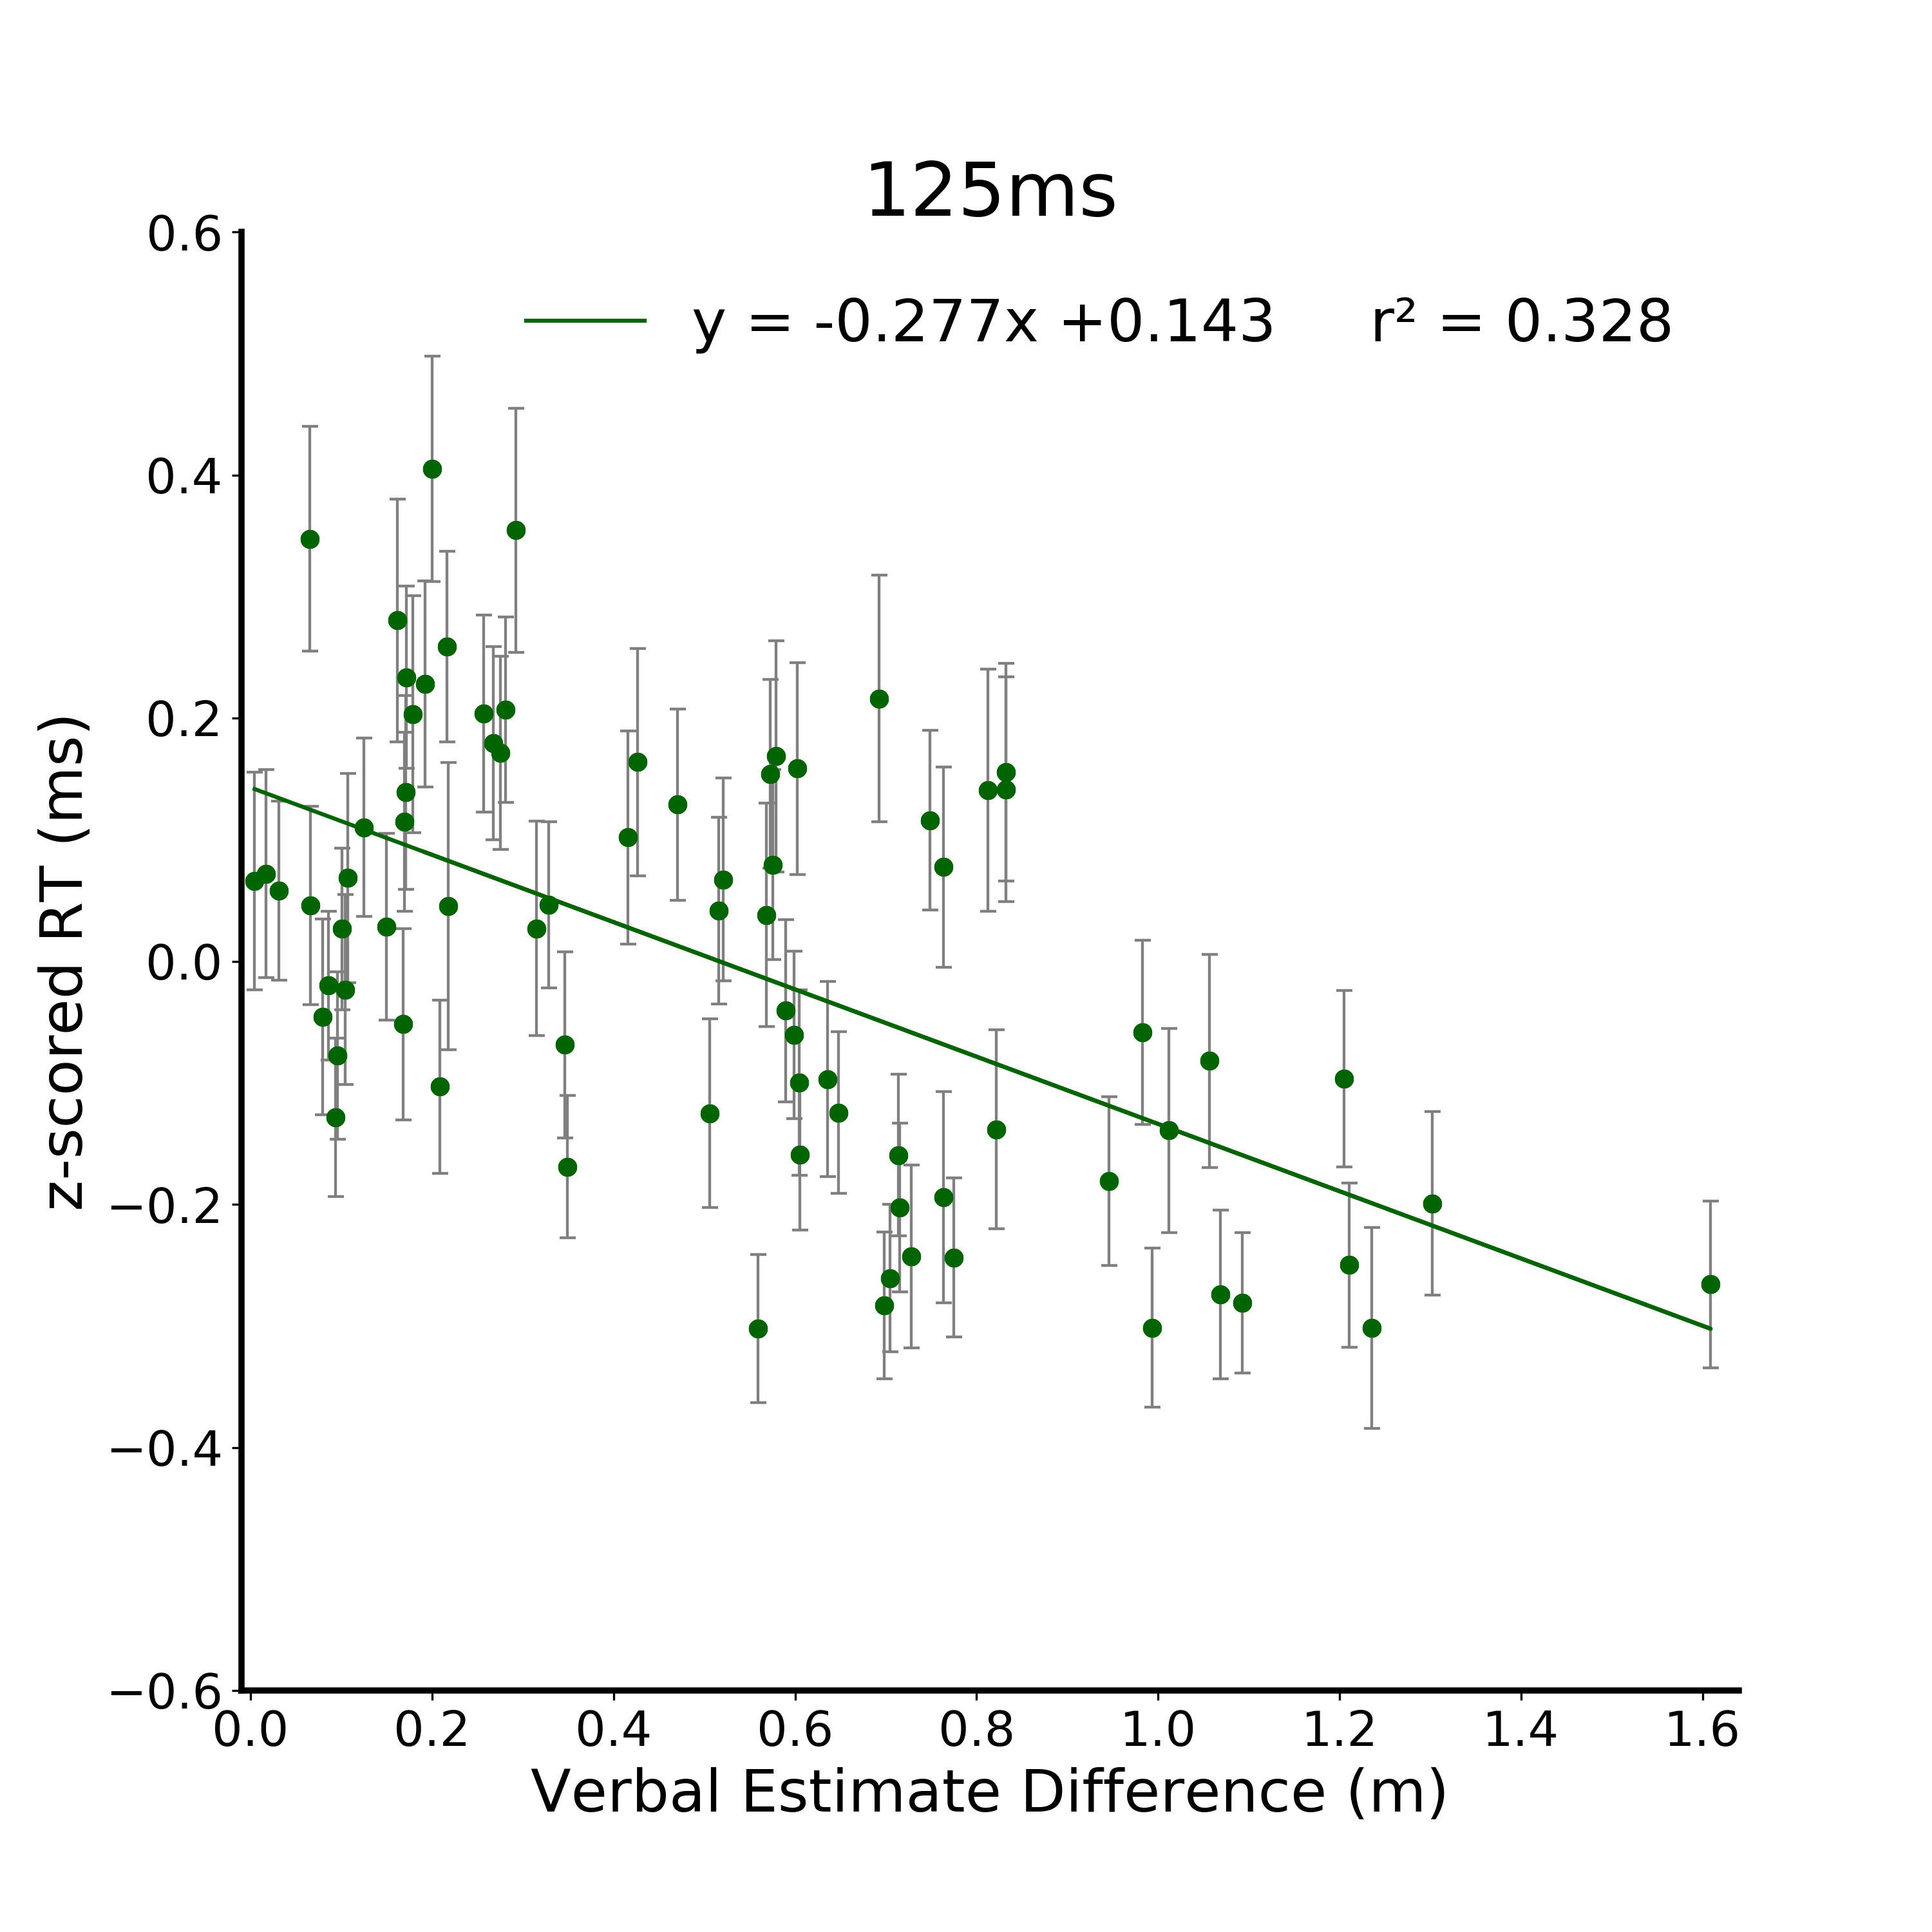 125ms
y = -0.277x +0.143 r² = 0.328
z-scored RT (ms)
0.6
0.4
0.2
0.0
−0.2
−0.4
−0.6
0.0 0.2 0.4 0.6 0.8 1.0 1.2 1.4 1.6
Verbal Estimate Difference (m)